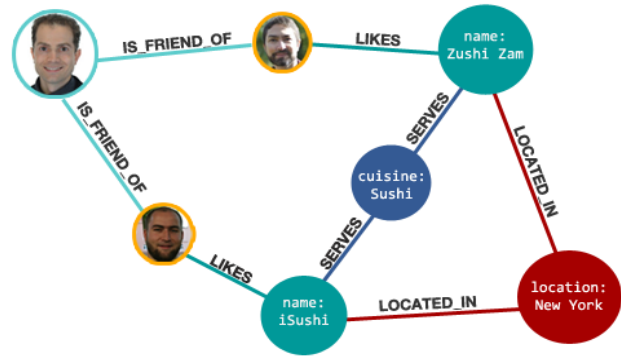 IS_FRIEND_OF
LIKES
name:
Zushi Zam
IS_FRIEND_OF
SERVES
LOCATED_IN
cuisine:
Sushi
SERVES
LIKES
name:
iSushi
LOCATED_IN
location:
New York